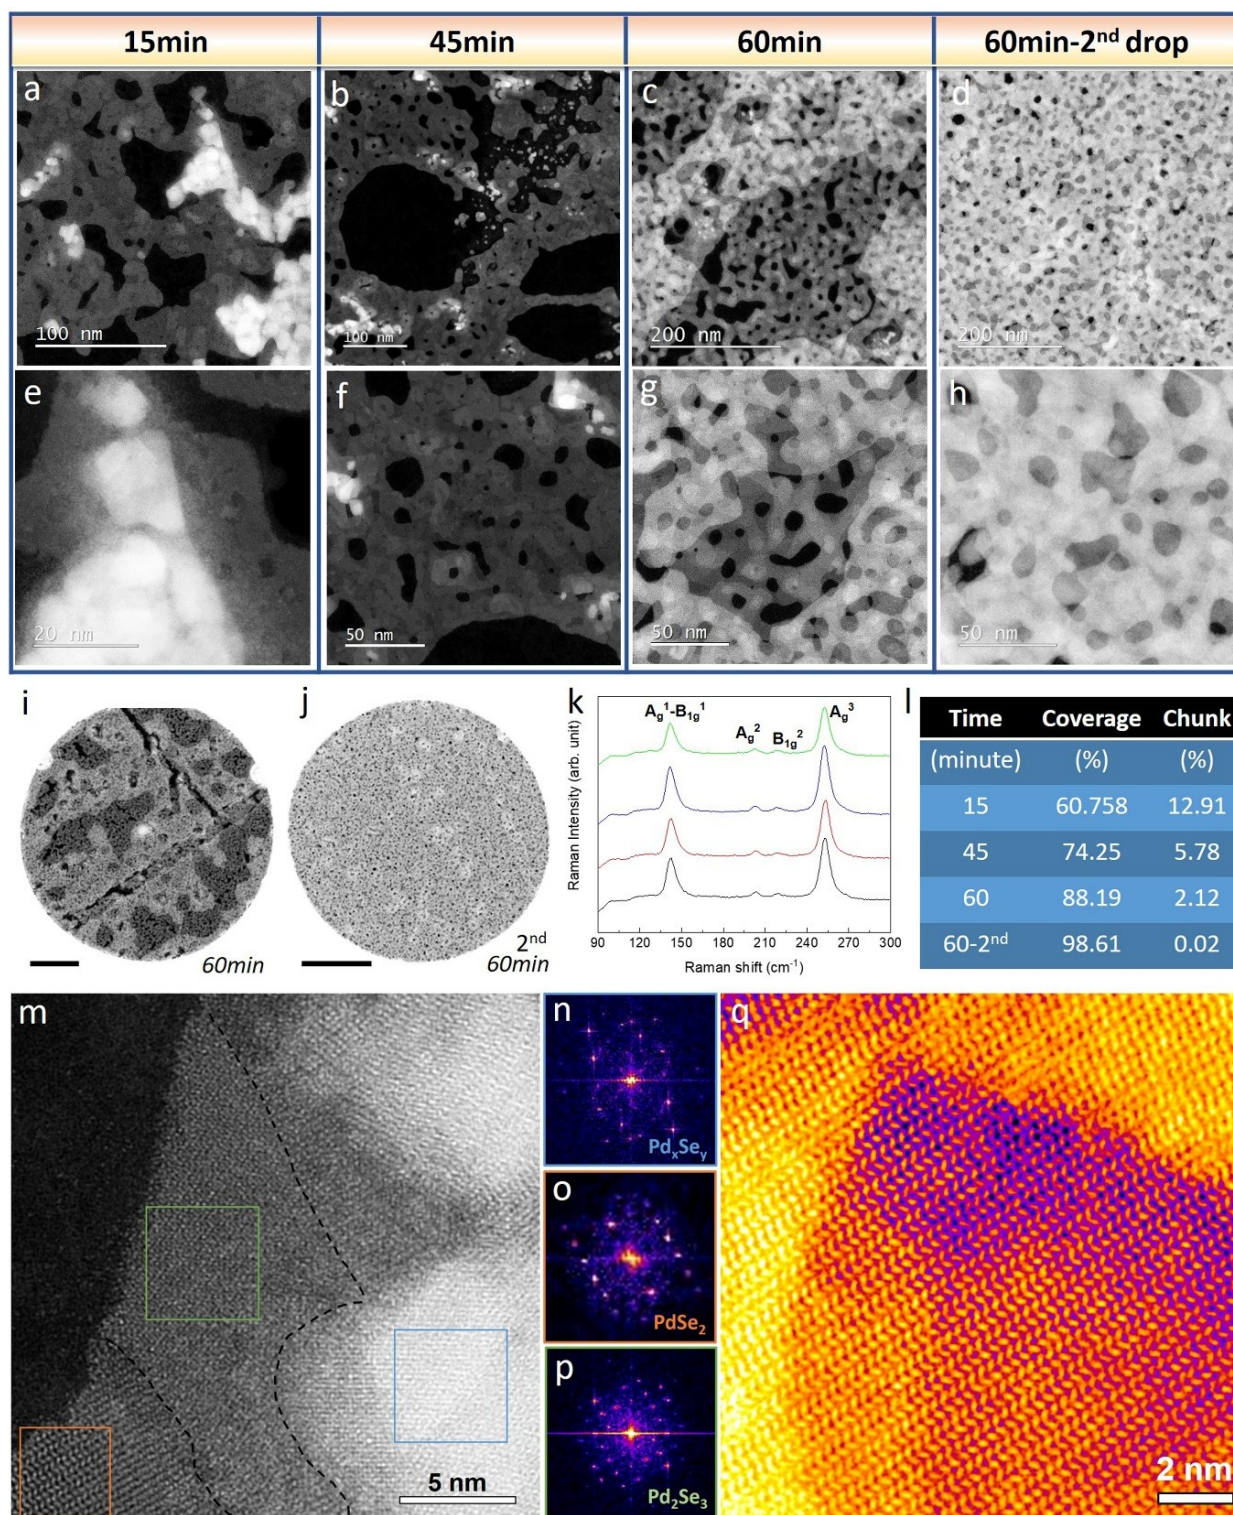 15min 45min 60min 60min-2nd drop
a b c d
100 nm 100 nm 200 nm 200 nm
e f g h
20 nm 50 nm 50 nm 50 nm
i
60min
j
2nd
60min
k
Ag1-B1g1 Ag2 B1g2 Ag3
Raman Intensity (arb. unit)
90 120 150 180 210 240 270 300
Raman shift (cm-1)
l
Time Coverage Chunk
(minute) (%) (%)
15 60.758 12.91
45 74.25 5.78
60 88.19 2.12
60-2nd 98.61 0.02
m
5 nm
n
PdxSey
o
PdSe2
p
Pd2Se3
q
2 nm